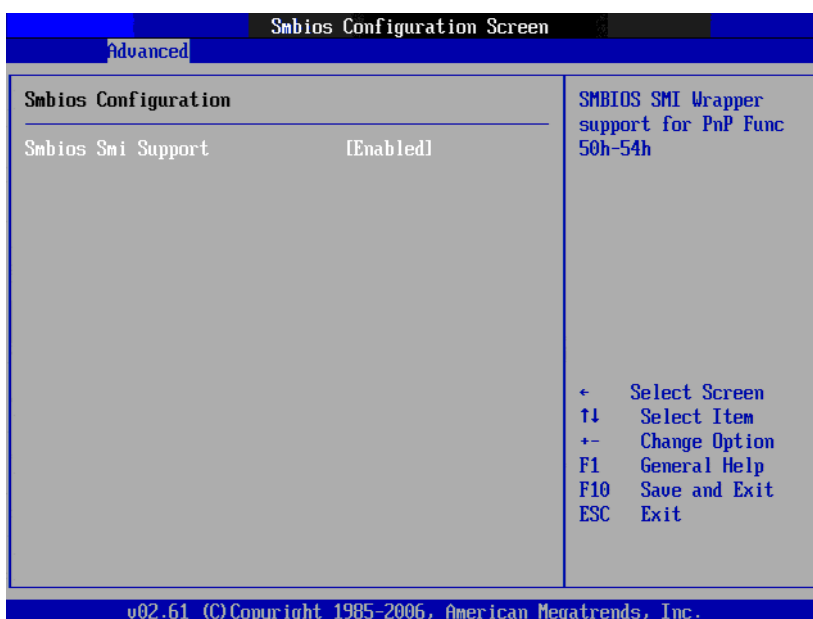 Smbios Configuration Screen
Advanced
Smbios Configuration
Smbios Smi Support [Enabled]
SMBIOS SMI Wrapper
support for PnP Func
50h-54h
← Select Screen
↑↓ Select Item
+- Change Option
F1 General Help
F10 Save and Exit
ESC Exit
v02.61 (C)Copyright 1985-2006, American Megatrends, Inc.